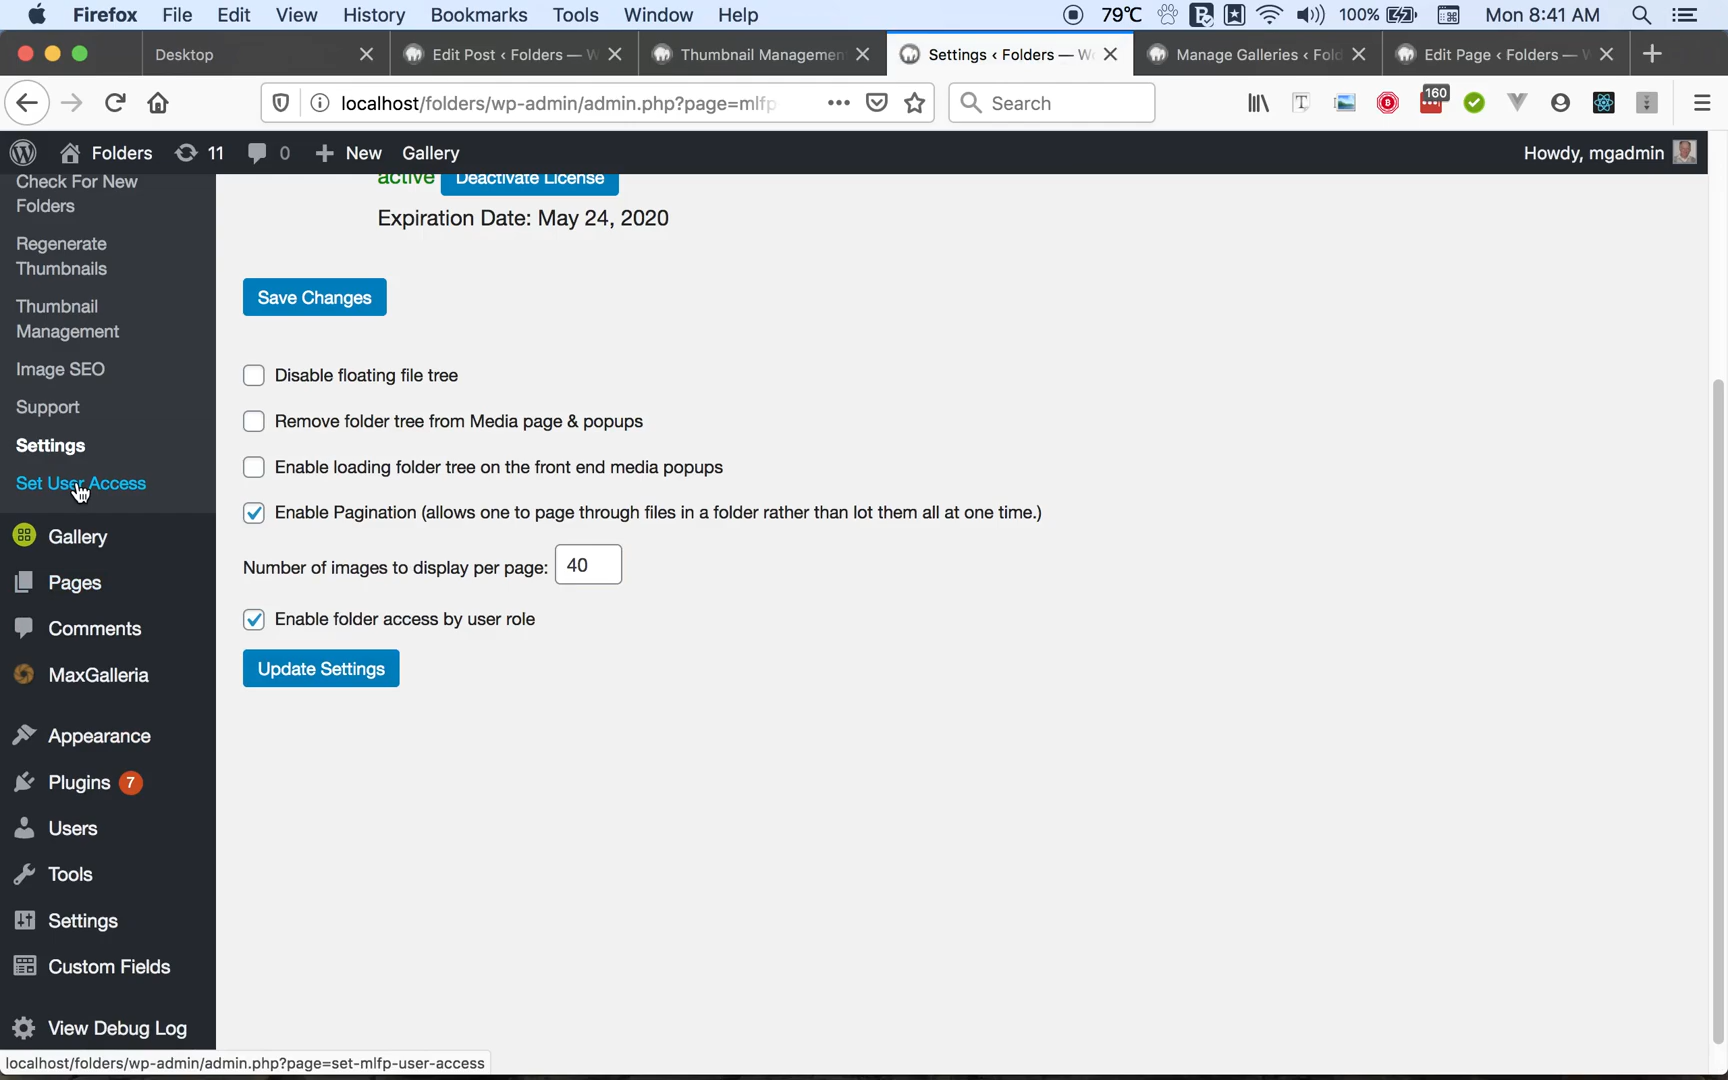 Firefox File Edit View History Bookmarks Tools Window Help 79℃ 100% Mon 8:41 AM
Desktop Edit Post ‹ Folders — W Thumbnail Managemen Settings ‹ Folders — Wo Manage Galleries ‹ Fold Edit Page ‹ Folders — W
localhost/folders/wp-admin/admin.php?page=mlfp Search 160
Folders 11 0 New Gallery Howdy, mgadmin
Check For New
Folders
Regenerate
Thumbnails
Thumbnail
Management
Image SEO
Support
Settings
Set User Access
Gallery
Pages
Comments
MaxGalleria
Appearance
Plugins 7
Users
Tools
Settings
Custom Fields
View Debug Log
active Deactivate License
Expiration Date: May 24, 2020
Save Changes
Disable floating file tree
Remove folder tree from Media page & popups
Enable loading folder tree on the front end media popups
Enable Pagination (allows one to page through files in a folder rather than lot them all at one time.)
Number of images to display per page: 40
Enable folder access by user role
Update Settings
localhost/folders/wp-admin/admin.php?page=set-mlfp-user-access